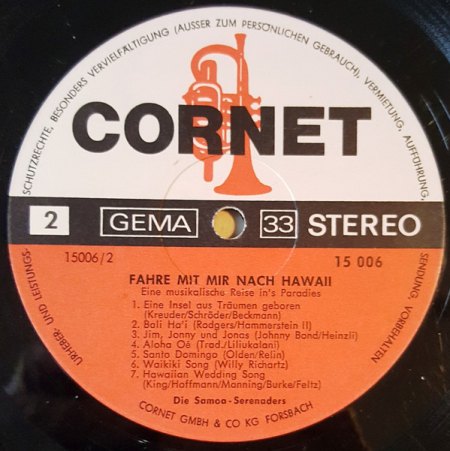 URHEBER- UND LEISTUNGS-SCHUTZRECHTE, BESONDERS VERVIELFÄLTIGUNG (AUSSER ZUM PERSÖNLICHEN GEBRAUCH), VERMIETUNG, AUFFÜHRUNG, SENDUNG, VORBEHALTEN
CORNET
2 GEMA 33 STEREO
15006/2 15 006
FAHRE MIT MIR NACH HAWAII
Eine musikalische Reise in's Paradies
1. Eine Insel aus Träumen geboren
(Kreuder/Schröder/Beckmann)
2. Bali Ha'i (Rodgers/Hammerstein II)
3. Jim, Jonny und Jonas (Johnny Bond/Heinzli)
4. Aloha Oé (Trad./Liliukalani)
5. Santo Domingo (Olden/Relin)
6. Waikiki Song (Willy Richartz)
7. Hawaiian Wedding Song
(King/Hoffmann/Manning/Burke/Feltz)
Die Samoa-Serenaders
CORNET GMBH & CO KG FORSBACH